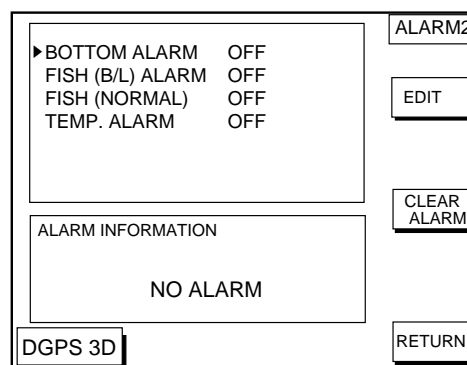 BOTTOM ALARM OFF
FISH (B/L) ALARM OFF
FISH (NORMAL) OFF
TEMP. ALARM OFF
ALARM INFORMATION
NO ALARM
DGPS 3D
ALARM2
EDIT
CLEAR
ALARM
RETURN